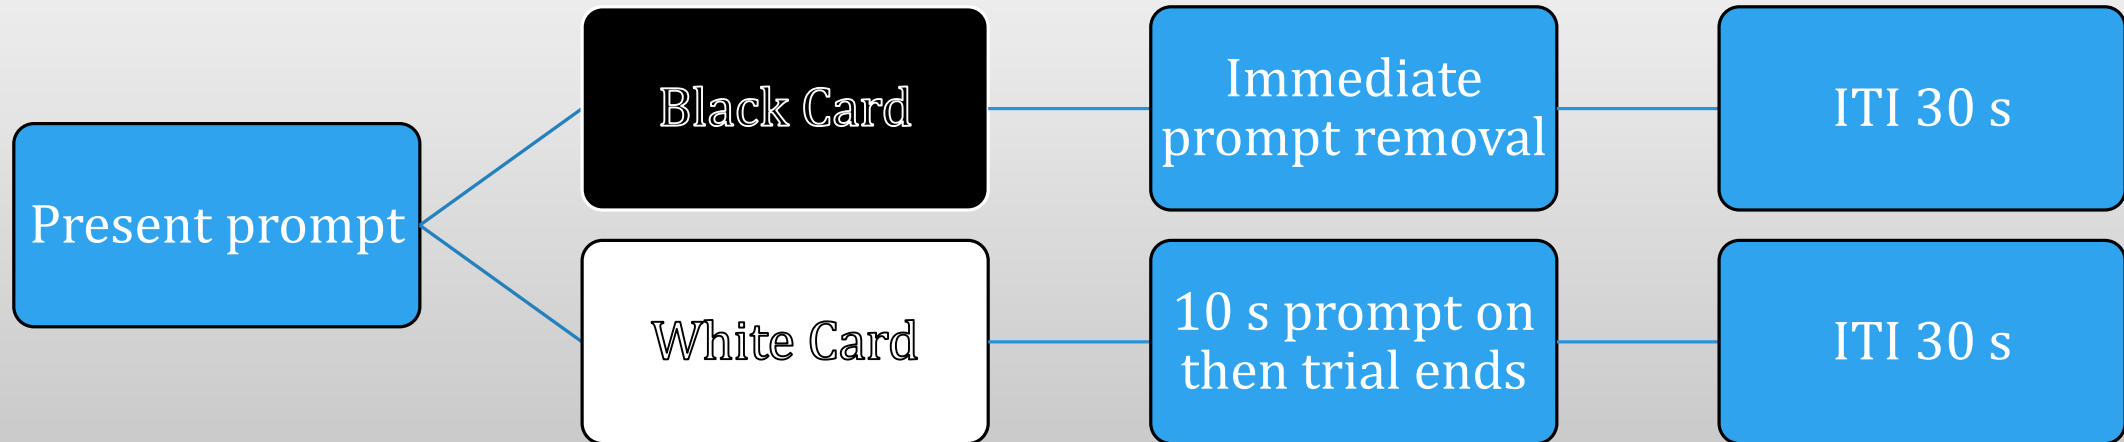 Present prompt
Black Card
Immediate
prompt removal
ITI 30 s
White Card
10 s prompt on
then trial ends
ITI 30 s